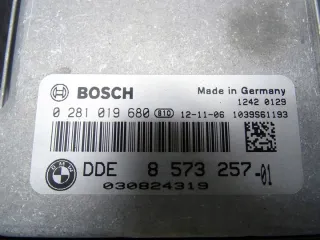 BOSCH Made in Germany
1242 0129
0 281 019 680 810 12-11-06 1039S61193
DDE 8 573 257-01
030824319